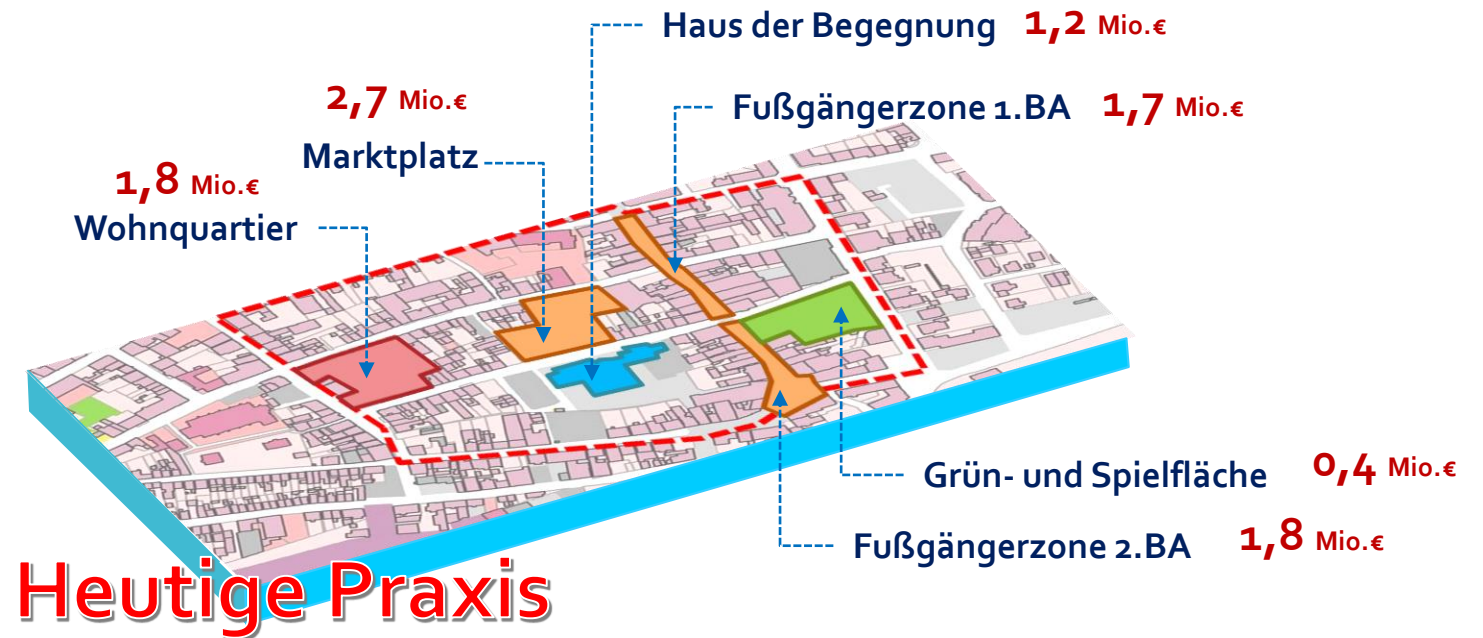 Haus der Begegnung 1,2 Mio.€
2,7 Mio.€
Fußgängerzone 1.BA 1,7 Mio.€
Marktplatz
1,8 Mio.€
Wohnquartier
Grün- und Spielfläche 0,4 Mio.€
Fußgängerzone 2.BA 1,8 Mio.€
Heutige Praxis